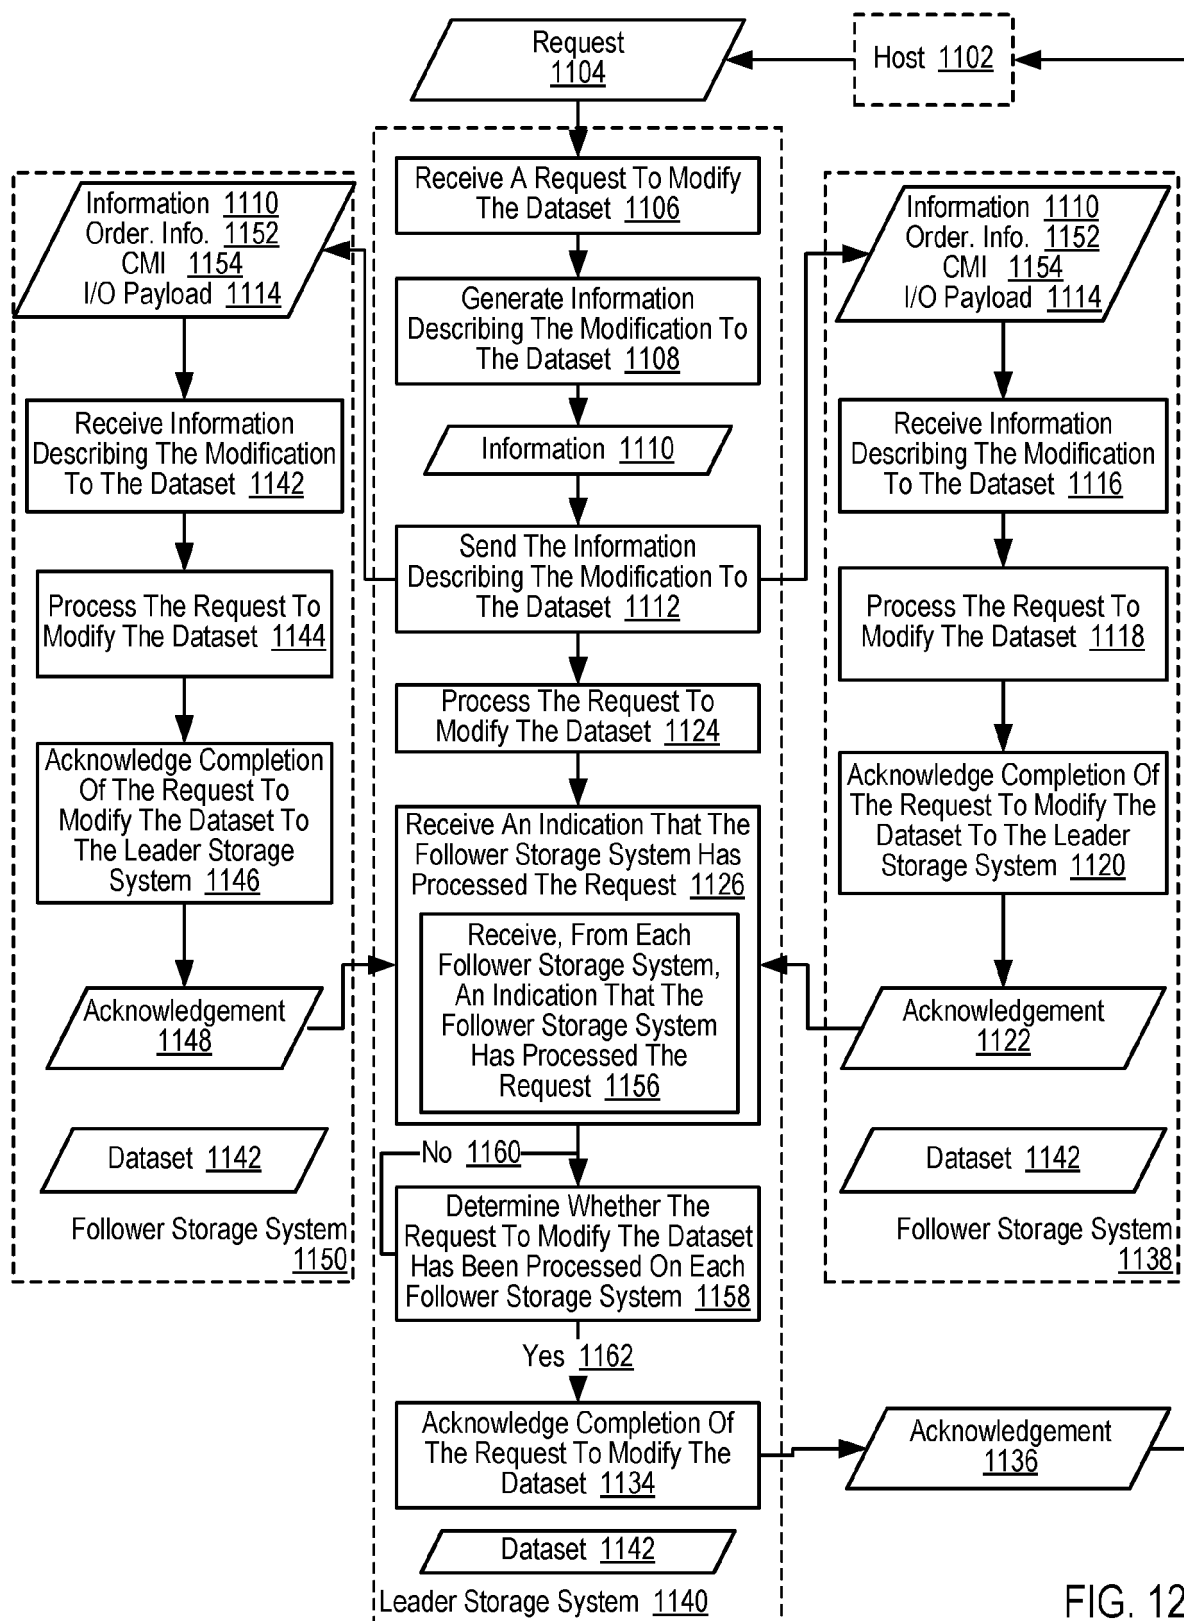 Request
1104
Host 1102
Receive A Request To Modify
The Dataset 1106
Generate Information
Describing The Modification To
The Dataset 1108
Information 1110
Send The Information
Describing The Modification To
The Dataset 1112
Process The Request To
Modify The Dataset 1124
Receive An Indication That The
Follower Storage System Has
Processed The Request 1126
Receive, From Each
Follower Storage System,
An Indication That The
Follower Storage System
Has Processed The
Request 1156
No 1160
Determine Whether The
Request To Modify The Dataset
Has Been Processed On Each
Follower Storage System 1158
Yes 1162
Acknowledge Completion Of
The Request To Modify The
Dataset 1134
Dataset 1142
Leader Storage System 1140
Information 1110
Order. Info. 1152
CMI 1154
I/O Payload 1114
Receive Information
Describing The Modification
To The Dataset 1142
Process The Request To
Modify The Dataset 1144
Acknowledge Completion
Of The Request To
Modify The Dataset To
The Leader Storage
System 1146
Acknowledgement
1148
Dataset 1142
Follower Storage System
1150
Information 1110
Order. Info. 1152
CMI 1154
I/O Payload 1114
Receive Information
Describing The Modification
To The Dataset 1116
Process The Request To
Modify The Dataset 1118
Acknowledge Completion Of
The Request To Modify The
Dataset To The Leader
Storage System 1120
Acknowledgement
1122
Dataset 1142
Follower Storage System
1138
Acknowledgement
1136
FIG. 12